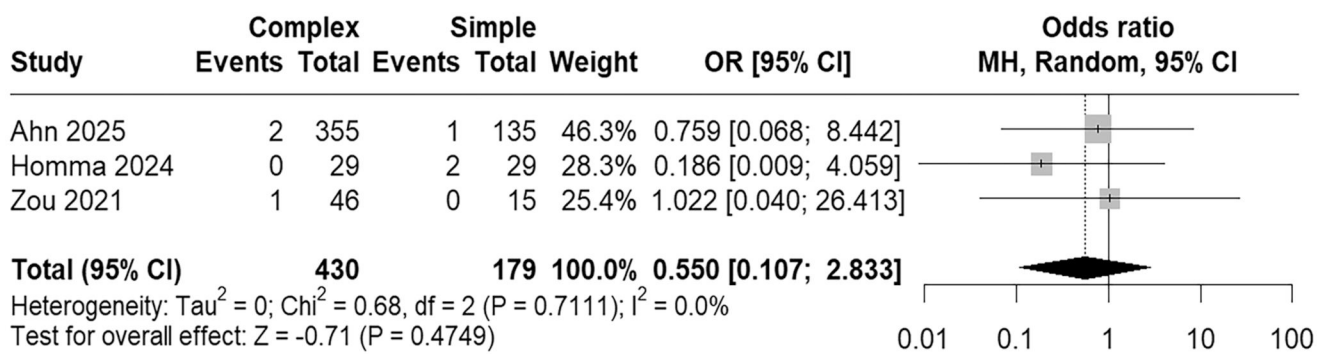 Complex Simple Odds ratio
Study Events Total Events Total Weight OR [95% CI] MH, Random, 95% CI
Ahn 2025 2 355 1 135 46.3% 0.759 [0.068; 8.442]
Homma 2024 0 29 2 29 28.3% 0.186 [0.009; 4.059]
Zou 2021 1 46 0 15 25.4% 1.022 [0.040; 26.413]
Total (95% CI) 430 179 100.0% 0.550 [0.107; 2.833]
Heterogeneity: Tau² = 0; Chi² = 0.68, df = 2 (P = 0.7111); I² = 0.0%
Test for overall effect: Z = -0.71 (P = 0.4749)
0.01 0.1 1 10 100